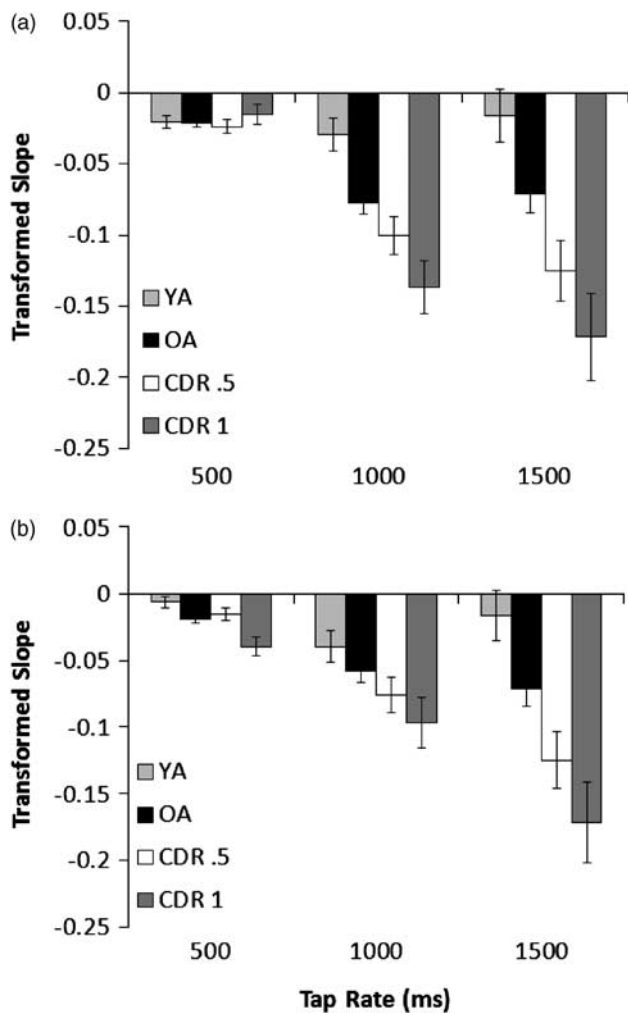 (a)
0.05
0
-0.05
-0.1
-0.15
-0.2
-0.25
Transformed Slope
YA
OA
CDR .5
CDR 1
500 1000 1500
(b)
0.05
0
-0.05
-0.1
-0.15
-0.2
-0.25
Transformed Slope
YA
OA
CDR .5
CDR 1
500 1000 1500
Tap Rate (ms)